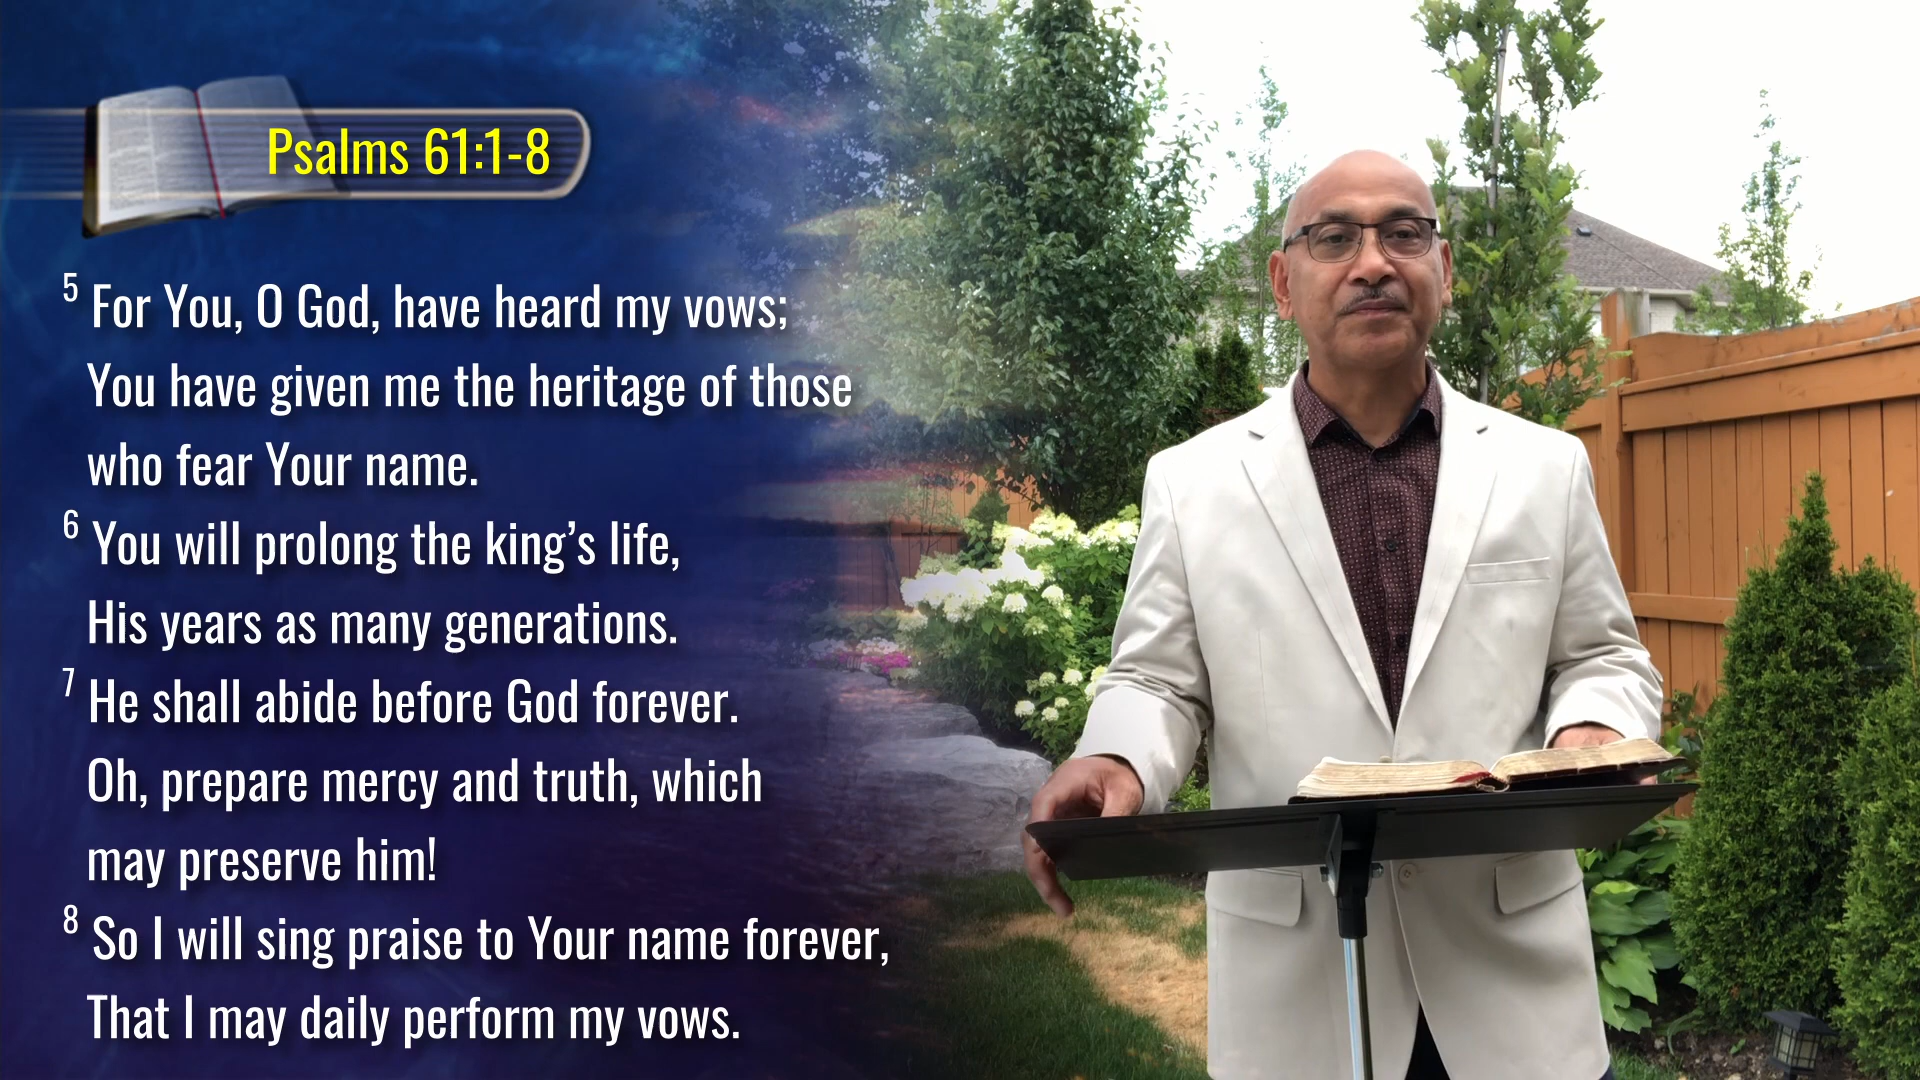 Psalms 61:1-8
5 For You, O God, have heard my vows;
You have given me the heritage of those
who fear Your name.
6 You will prolong the king’s life,
His years as many generations.
7 He shall abide before God forever.
Oh, prepare mercy and truth, which
may preserve him!
8 So I will sing praise to Your name forever,
That I may daily perform my vows.